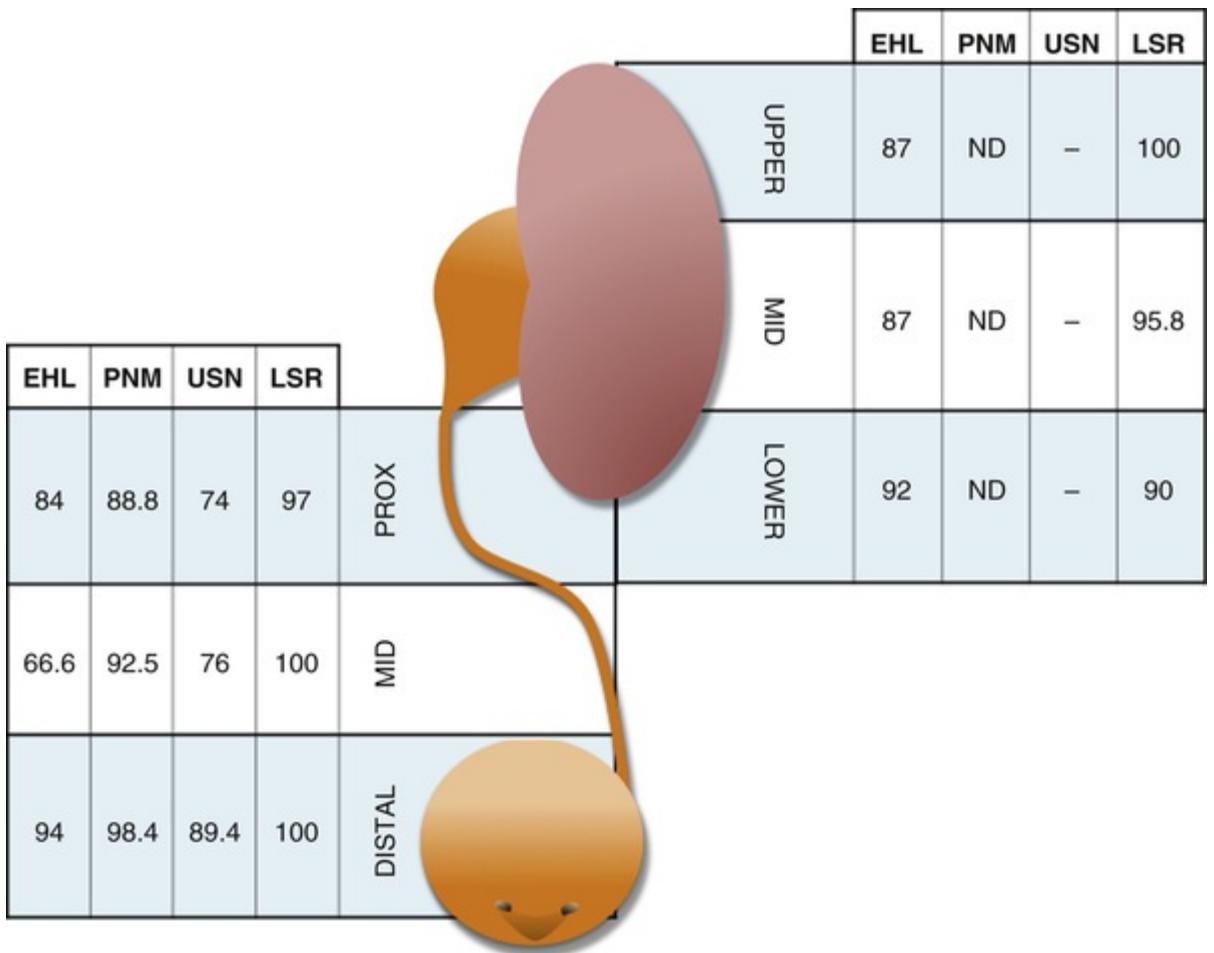 EHL PNM USN LSR
UPPER 87 ND – 100
MID 87 ND – 95.8
LOWER 92 ND – 90
EHL PNM USN LSR
84 88.8 74 97 PROX
66.6 92.5 76 100 MID
94 98.4 89.4 100 DISTAL